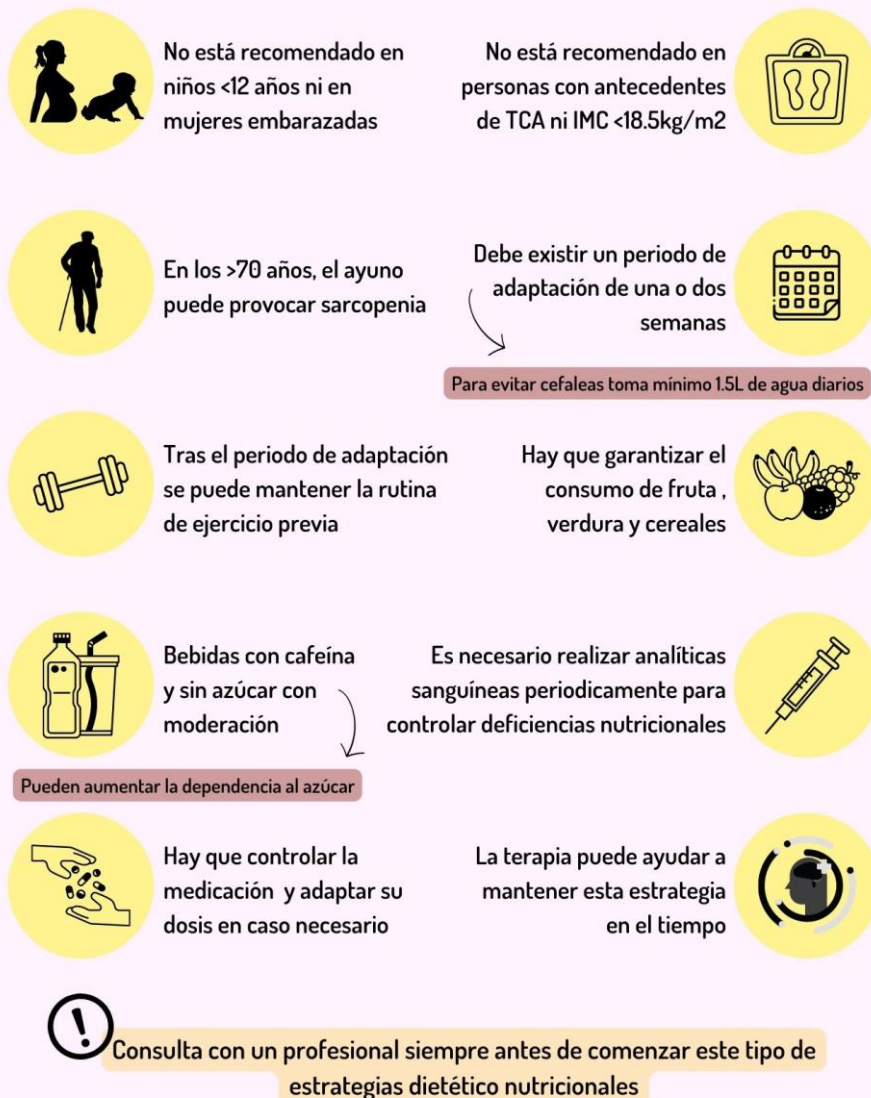 No está recomendado en
niños <12 años ni en
mujeres embarazadas
No está recomendado en
personas con antecedentes
de TCA ni IMC <18.5kg/m2
En los >70 años, el ayuno
puede provocar sarcopenia
Debe existir un periodo de
adaptación de una o dos
semanas
Para evitar cefaleas toma mínimo 1.5L de agua diarios
Tras el periodo de adaptación
se puede mantener la rutina
de ejercicio previa
Hay que garantizar el
consumo de fruta ,
verdura y cereales
Bebidas con cafeína
y sin azúcar con
moderación
Pueden aumentar la dependencia al azúcar
Es necesario realizar analíticas
sanguíneas periodicamente para
controlar deficiencias nutricionales
Hay que controlar la
medicación y adaptar su
dosis en caso necesario
La terapia puede ayudar a
mantener esta estrategia
en el tiempo
Consulta con un profesional siempre antes de comenzar este tipo de
estrategias dietético nutricionales